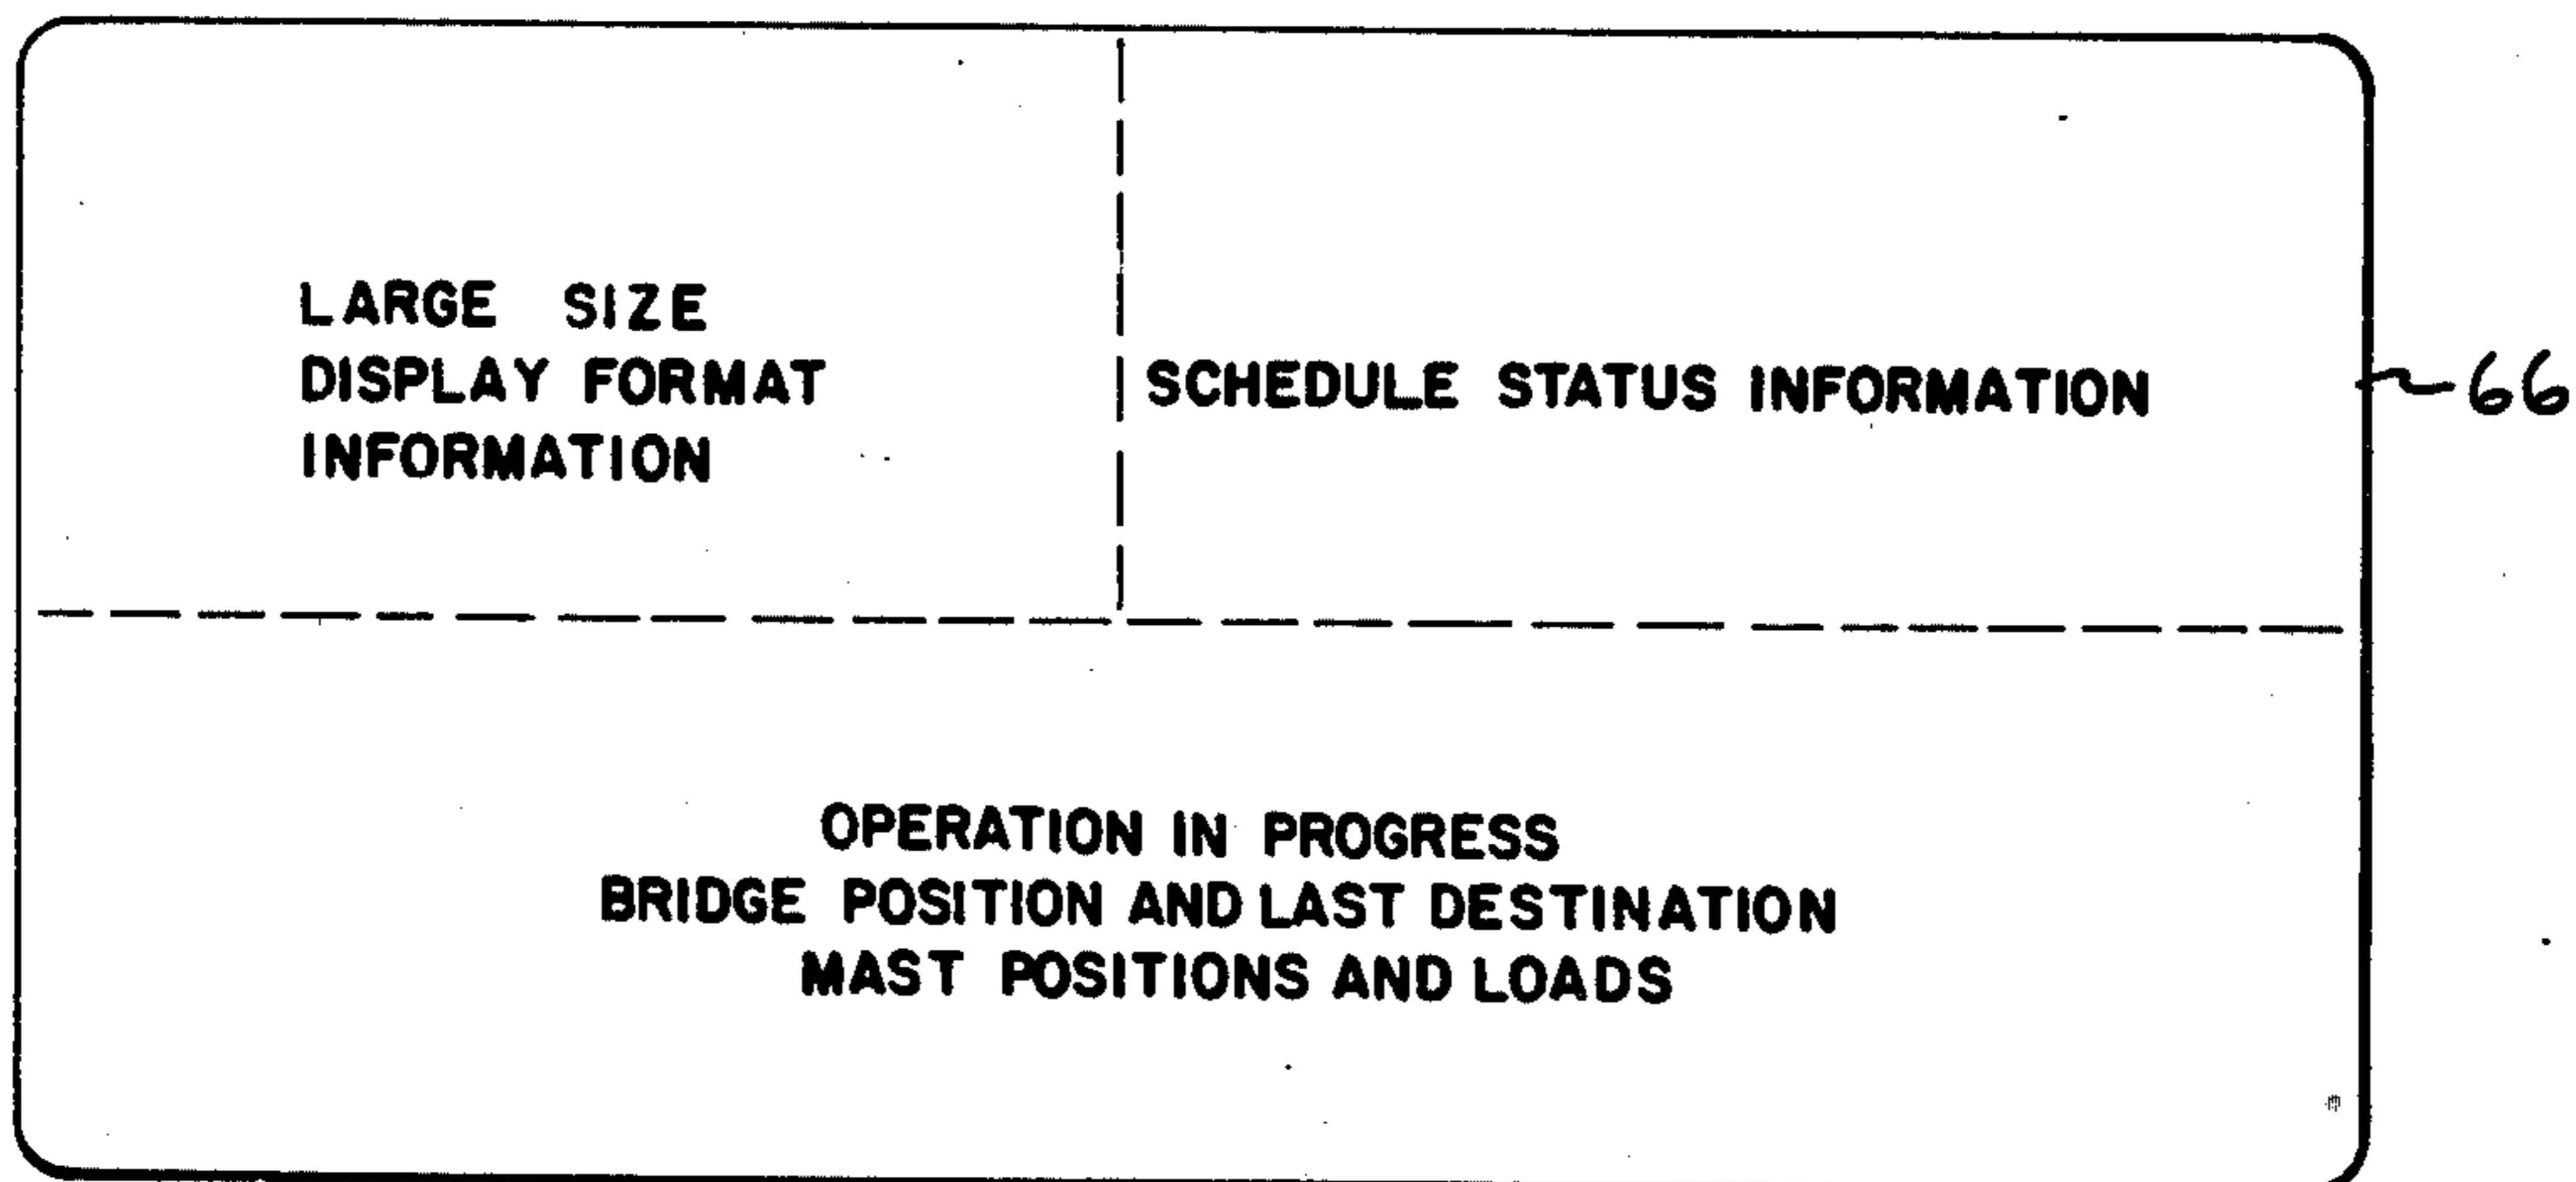 LARGE SIZE
DISPLAY FORMAT
INFORMATION
SCHEDULE STATUS INFORMATION
66
OPERATION IN PROGRESS
BRIDGE POSITION AND LAST DESTINATION
MAST POSITIONS AND LOADS